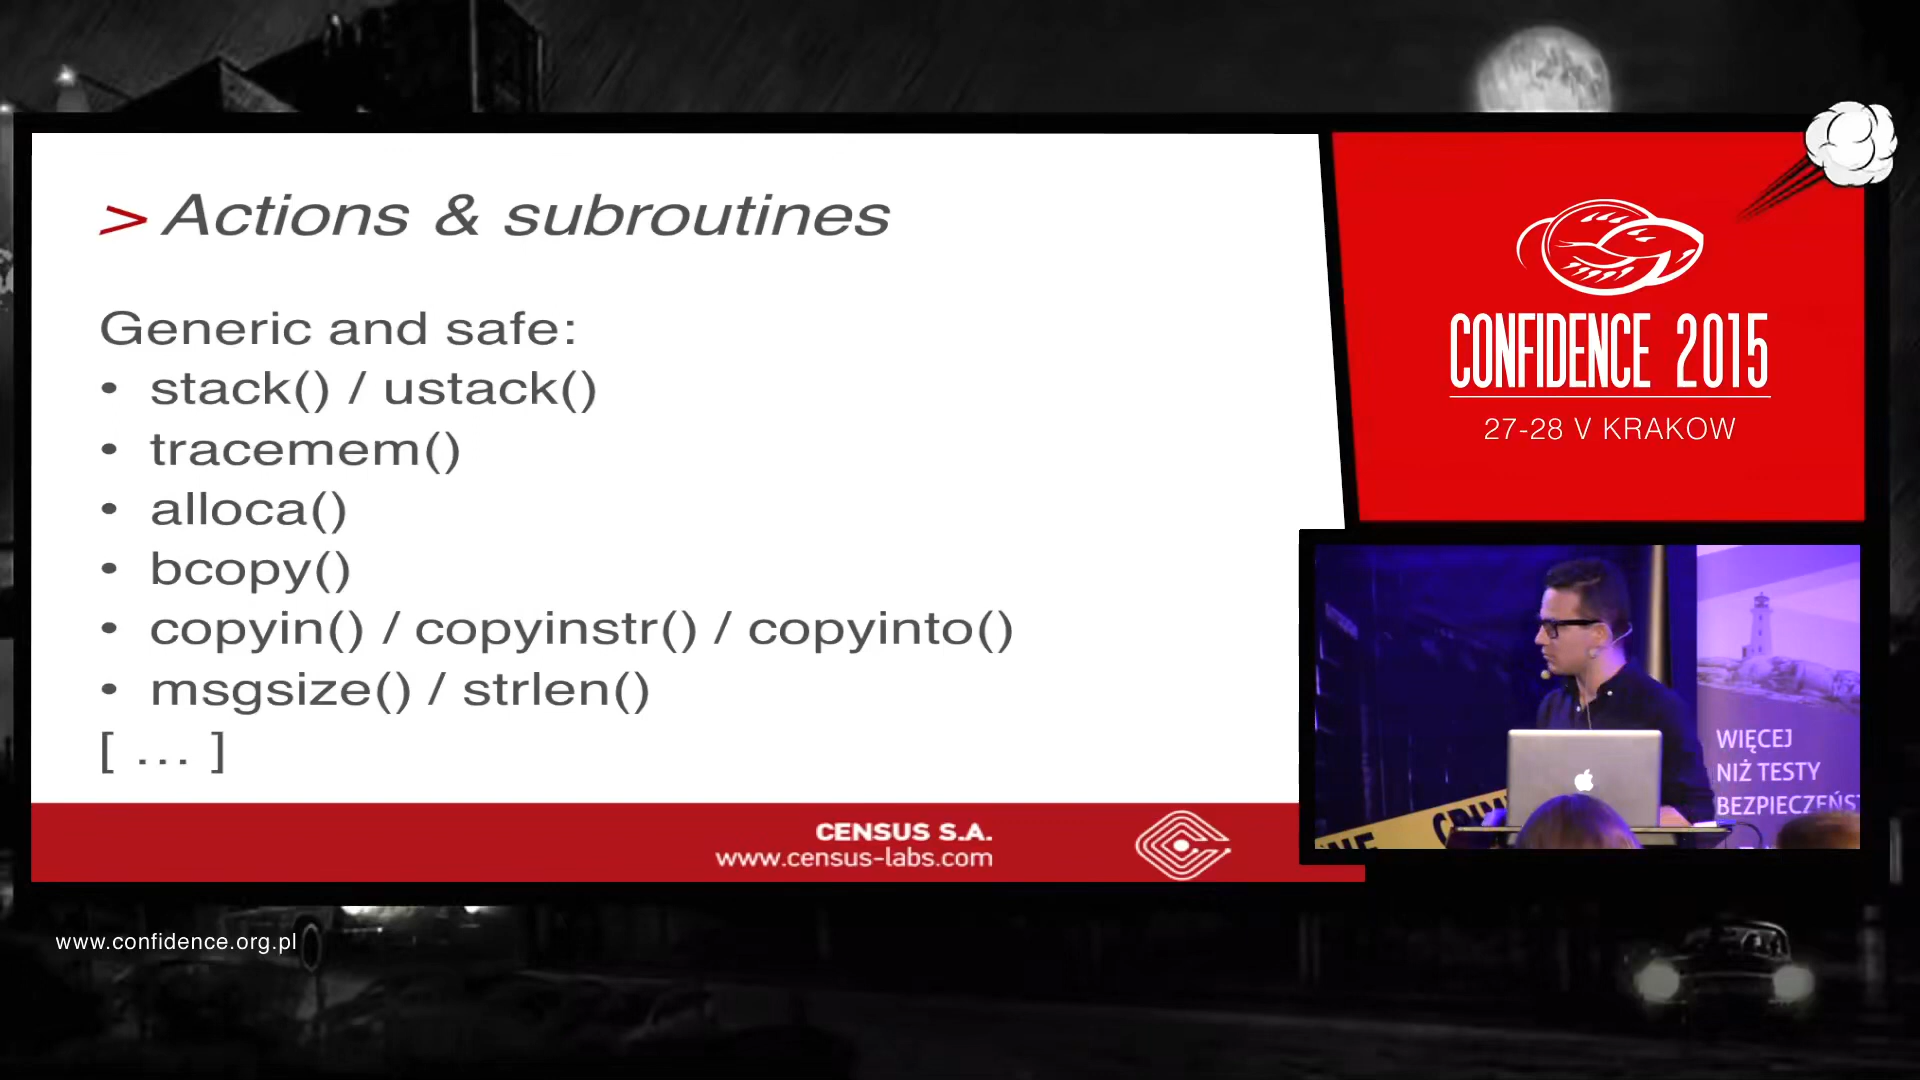 > Actions & subroutines
Generic and safe:
• stack() / ustack()
• tracemem()
• alloca()
• bcopy()
• copyin() / copyinstr() / copyinto()
• msgsize() / strlen()
[ ... ]
CENSUS S.A.
www.census-labs.com
CONFIDENCE 2015
27-28 V KRAKOW
WIĘCEJ
NIŻ TESTY
www.confidence.org.pl